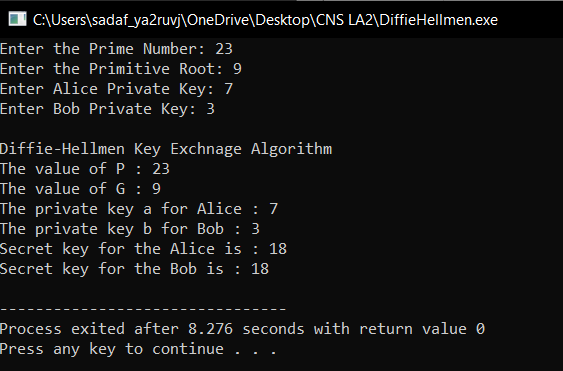 C:\Users\sadaf_ya2ruvj\OneDrive\Desktop\CNS LA2\DiffieHellmen.exe
Enter the Prime Number: 23
Enter the Primitive Root: 9
Enter Alice Private Key: 7
Enter Bob Private Key: 3
Diffie-Hellmen Key Exchnage Algorithm
The value of P : 23
The value of G : 9
The private key a for Alice : 7
The private key b for Bob : 3
Secret key for the Alice is : 18
Secret key for the Bob is : 18
--------------------------------
Process exited after 8.276 seconds with return value 0
Press any key to continue . . .